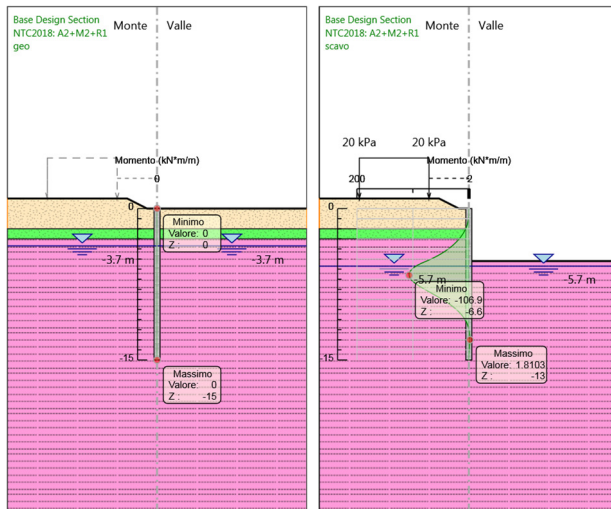 Base Design Section
NTC2018: A2+M2+R1
geo
Monte
Valle
Momento (kN*m/m)
0
0
Minimo
Valore: 0
Z : 0
-3.7 m
-3.7 m
-15
Massimo
Valore: 0
Z : -15
Base Design Section
NTC2018: A2+M2+R1
scavo
Monte
Valle
20 kPa
20 kPa
Momento (kN*m/m)
200
2
0
-5.7 m
-5.7 m
Minimo
Valore: -106.9
Z : -6.6
-15
Massimo
Valore: 1.8103
Z : -13